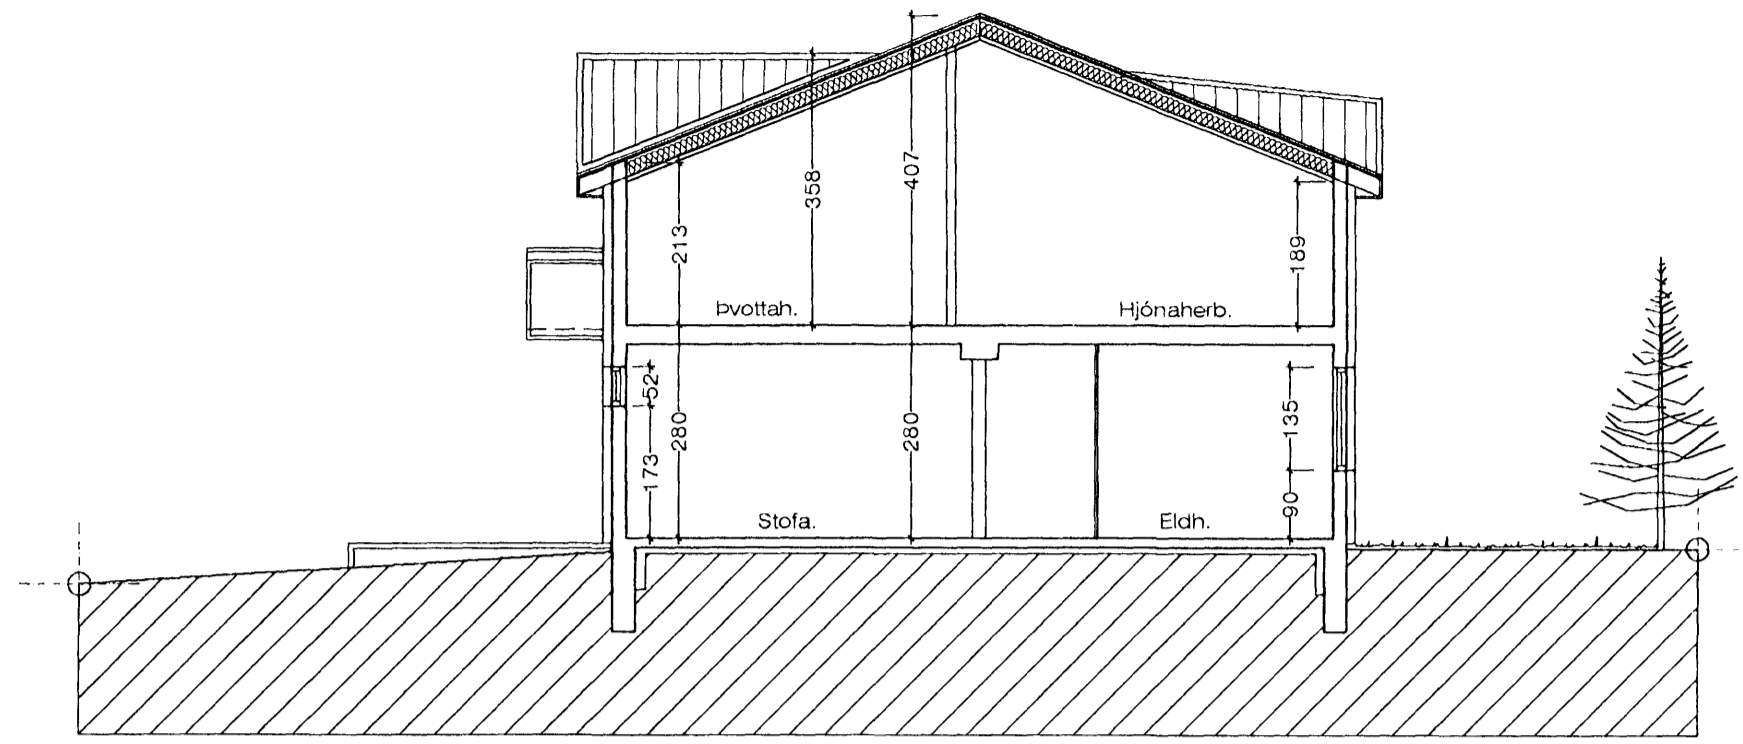 407
358
213
189
Þvottah.
Hjónaherb.
52
280
280
135
173
90
Stofa.
Eldh.